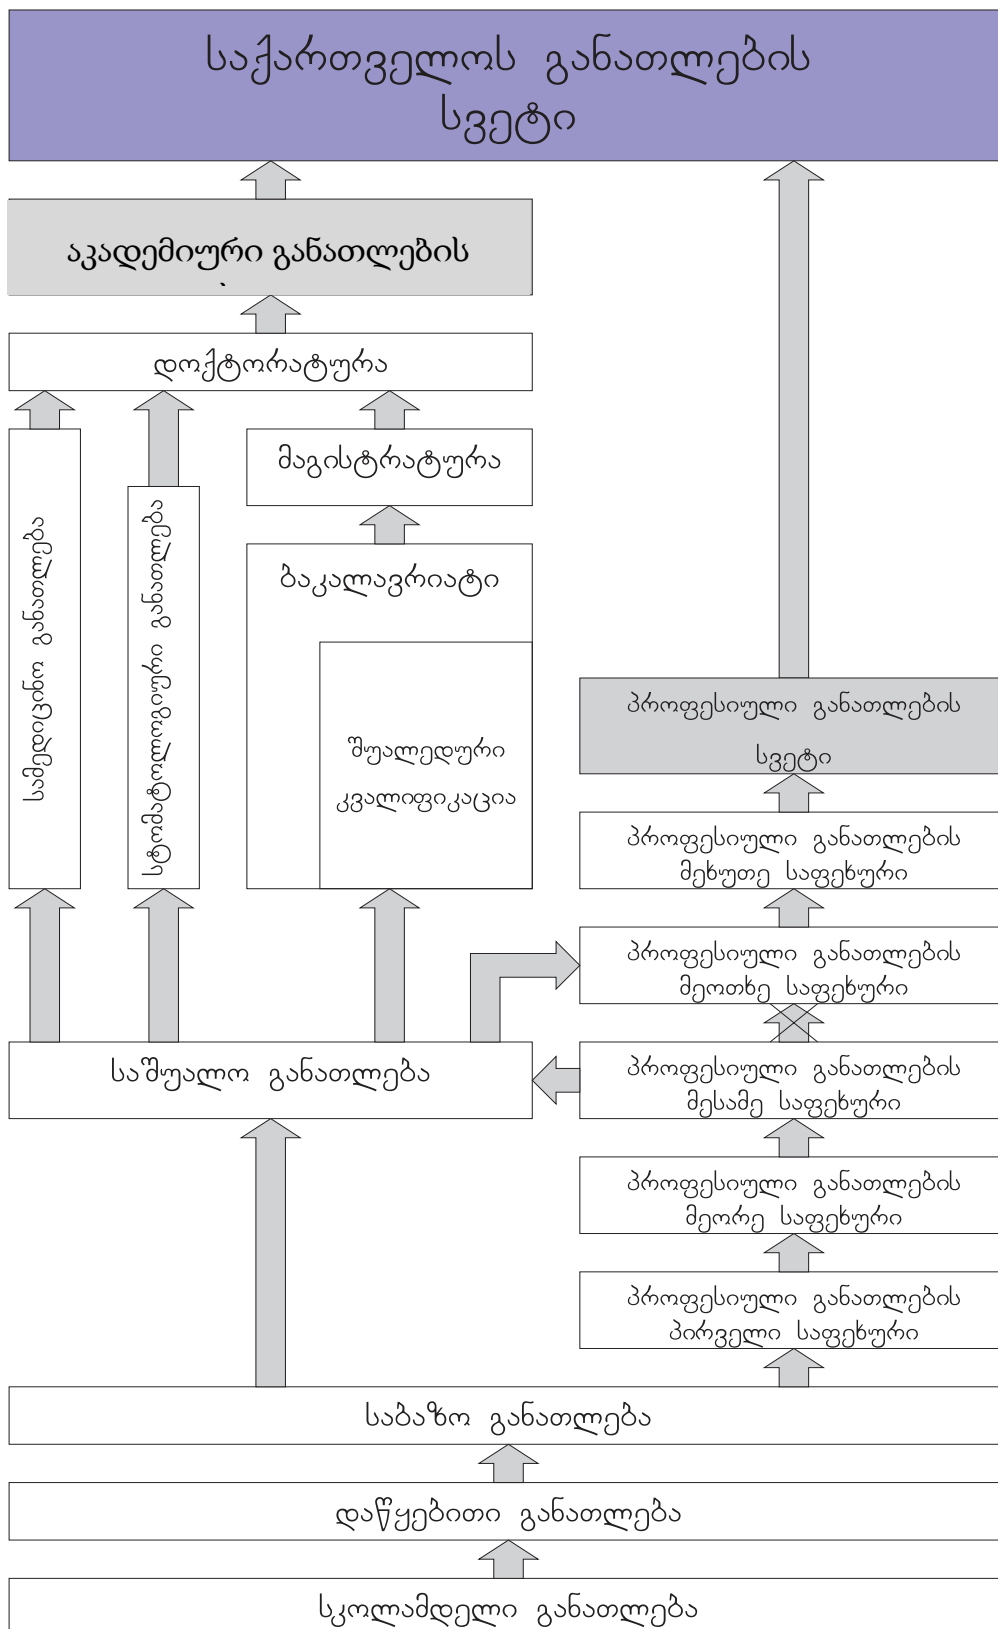 საქართველოს განათლების
სვეტი
აკადემიური განათლების
დოქტორატურა
მაგისტრატურა
ბაკალავრიატი
შუალედური
კვალიფიკაცია
სამედიცინო განათლება
სტომატოლოგიური განათლება
პროფესიული განათლების
სვეტი
პროფესიული განათლების
მეხუთე საფეხური
პროფესიული განათლების
მეოთხე საფეხური
საშუალო განათლება
პროფესიული განათლების
მესამე საფეხური
პროფესიული განათლების
მეორე საფეხური
პროფესიული განათლების
პირველი საფეხური
საბაზო განათლება
დაწყებითი განათლება
სკოლამდელი განათლება